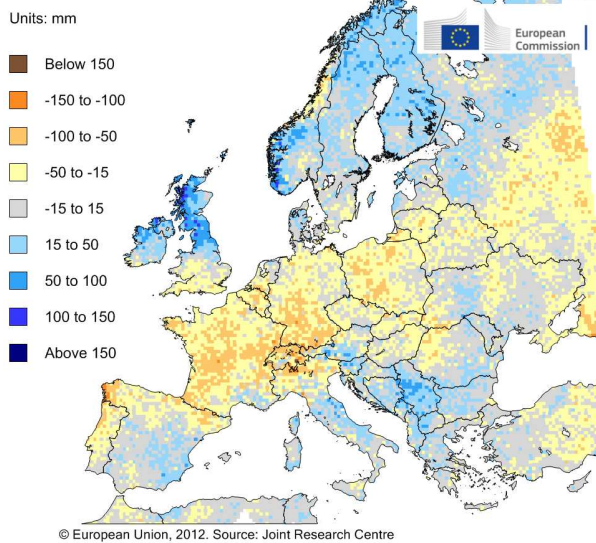 Units: mm
European
Commission
Below 150
-150 to -100
-100 to -50
-50 to -15
-15 to 15
15 to 50
50 to 100
100 to 150
Above 150
© European Union, 2012. Source: Joint Research Centre